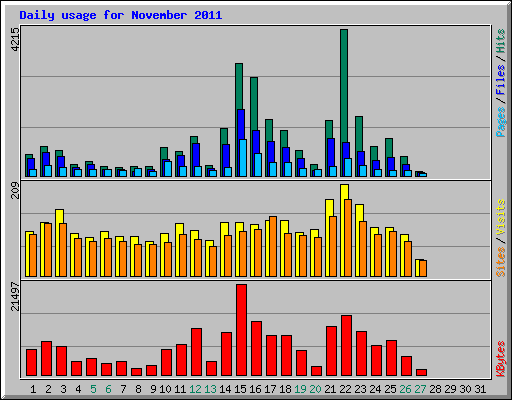 Daily usage for November 2011
4215
Pages / Files / Hits
209
Sites / Visits
21497
KBytes
1 2 3 4 5 6 7 8 9 10 11 12 13 14 15 16 17 18 19 20 21 22 23 24 25 26 27 28 29 30 31